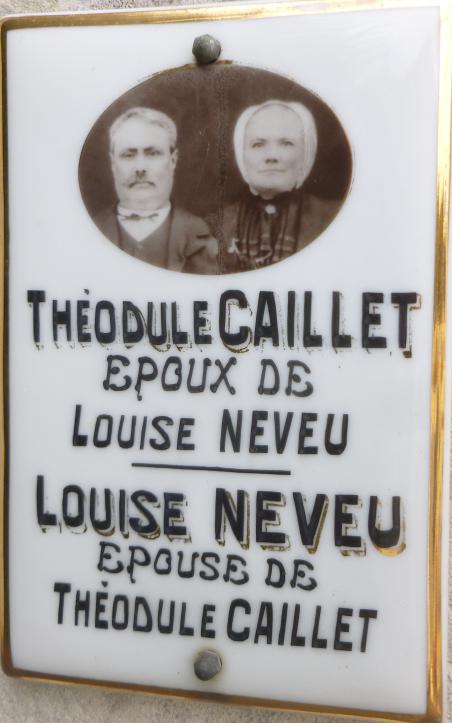 THÉODULE CAILLET
EPOUX DE
LOUISE NEVEU
LOUISE NEVEU
EPOUSE DE
THÉODULE CAILLET